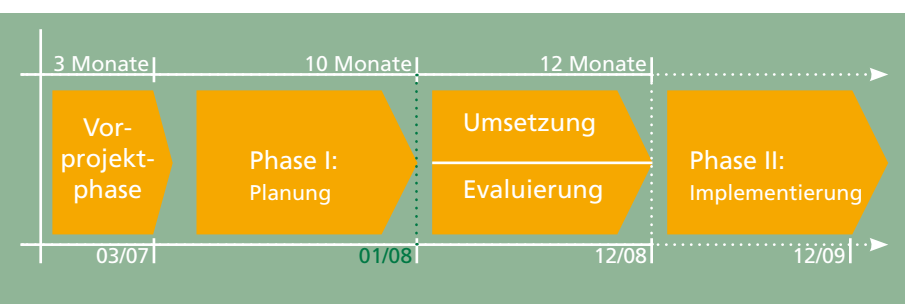 3 Monate
10 Monate
12 Monate
Vor-
projekt-
phase
Phase I:
Planung
Umsetzung
Evaluierung
Phase II:
Implementierung
03/07
01/08
12/08
12/09